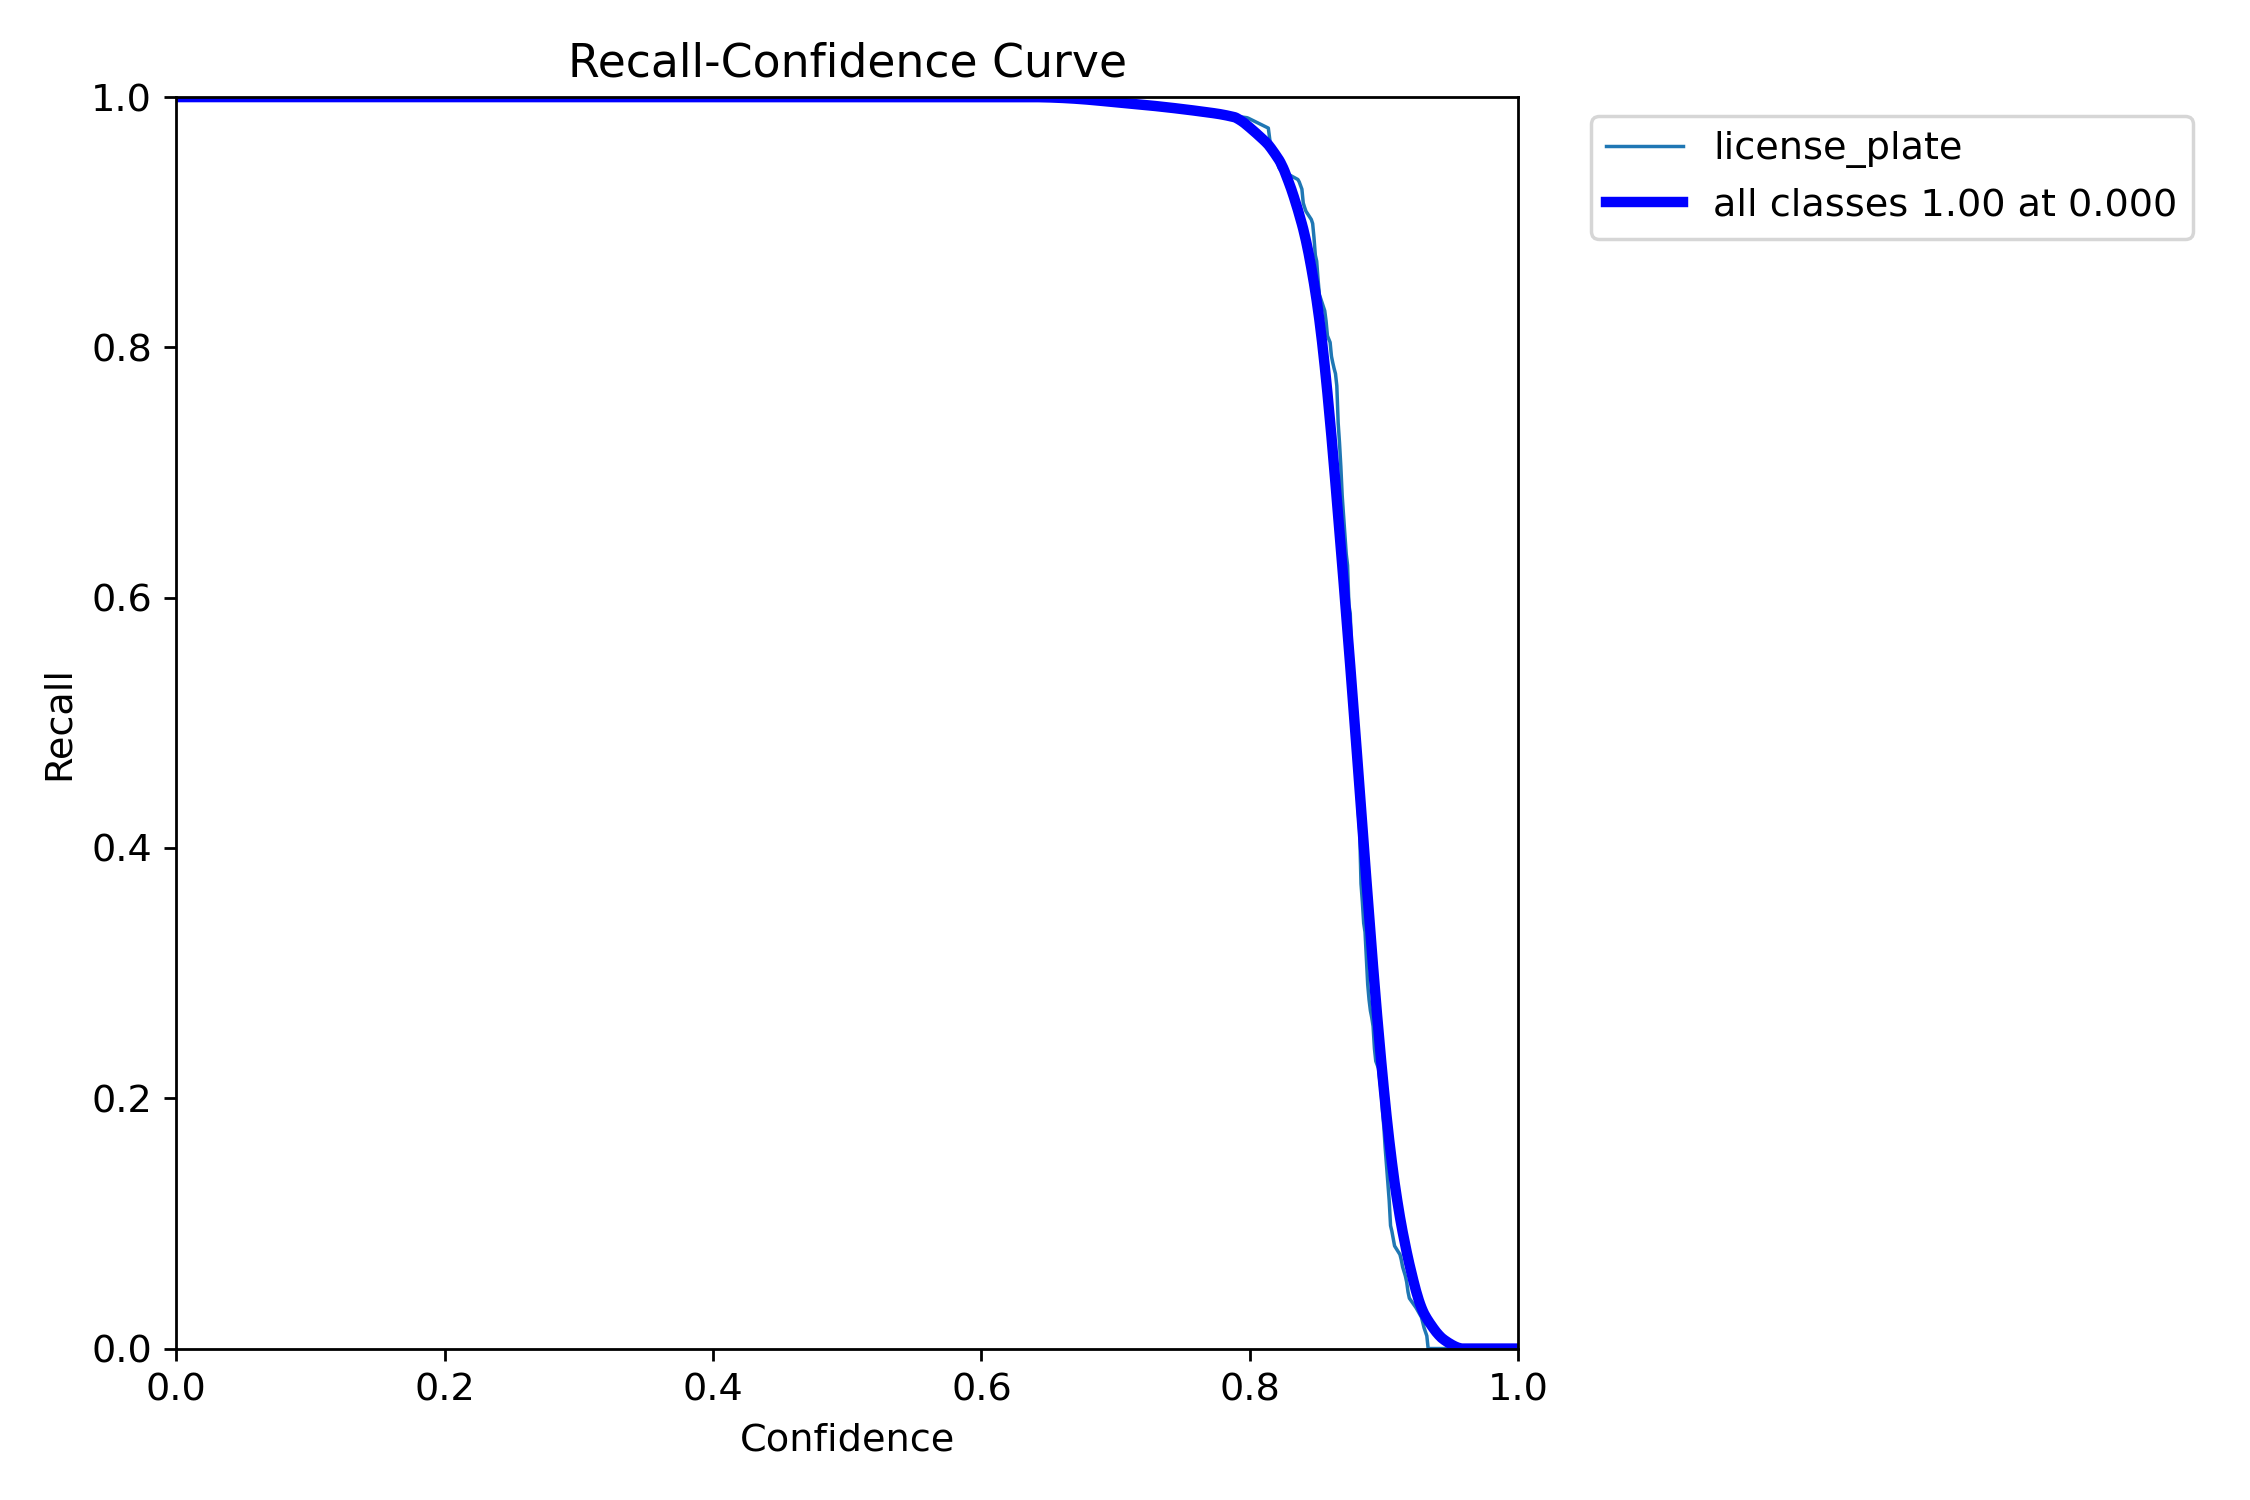 Recall-Confidence Curve
1.0
0.8
0.6
0.4
0.2
0.0
Recall
0.0 0.2 0.4 0.6 0.8 1.0
Confidence
license_plate
all classes 1.00 at 0.000